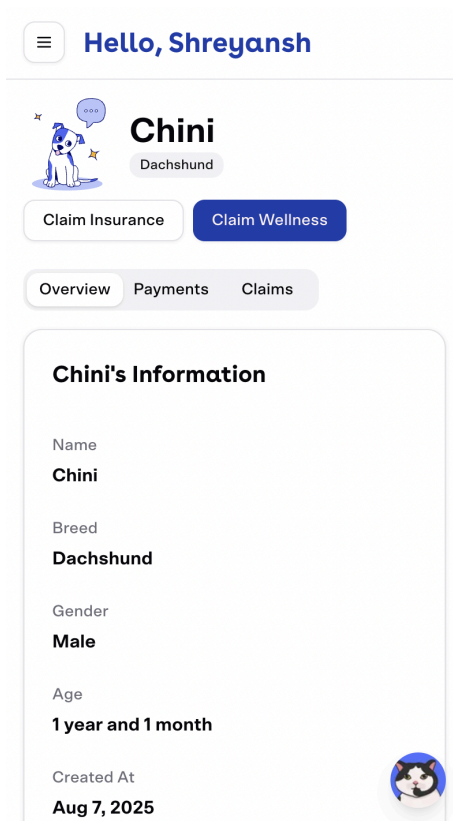 Hello, Shreyansh
Chini
Dachshund
Claim Insurance
Claim Wellness
Overview
Payments
Claims
Chini's Information
Name
Chini
Breed
Dachshund
Gender
Male
Age
1 year and 1 month
Created At
Aug 7, 2025